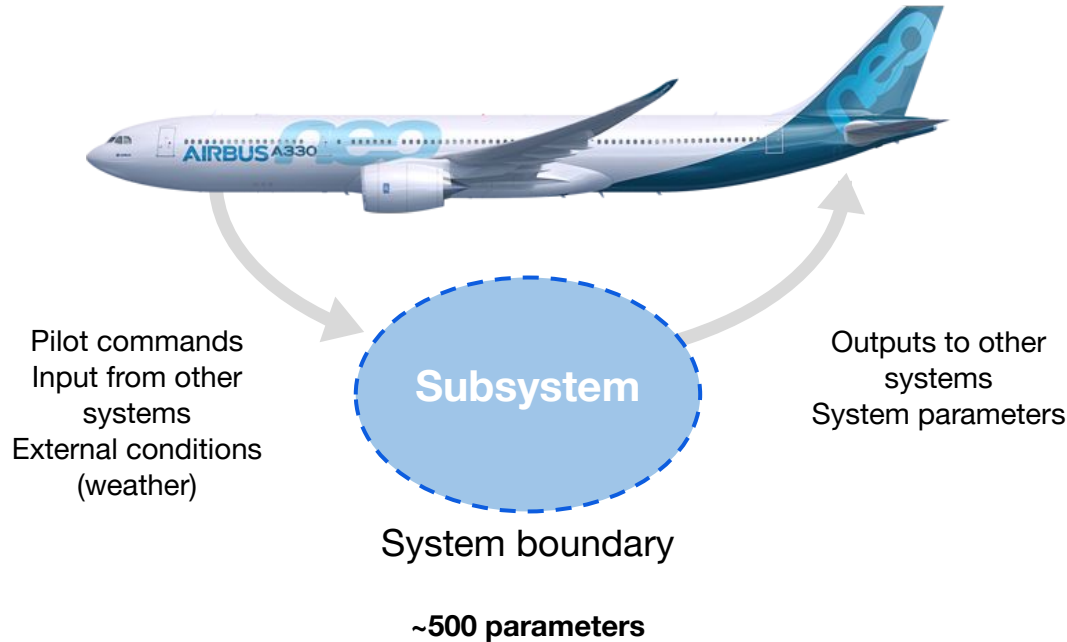 neo
AIRBUS A330 neo
Pilot commands
Input from other
systems
External conditions
(weather)
Subsystem
Outputs to other
systems
System parameters
System boundary
~500 parameters